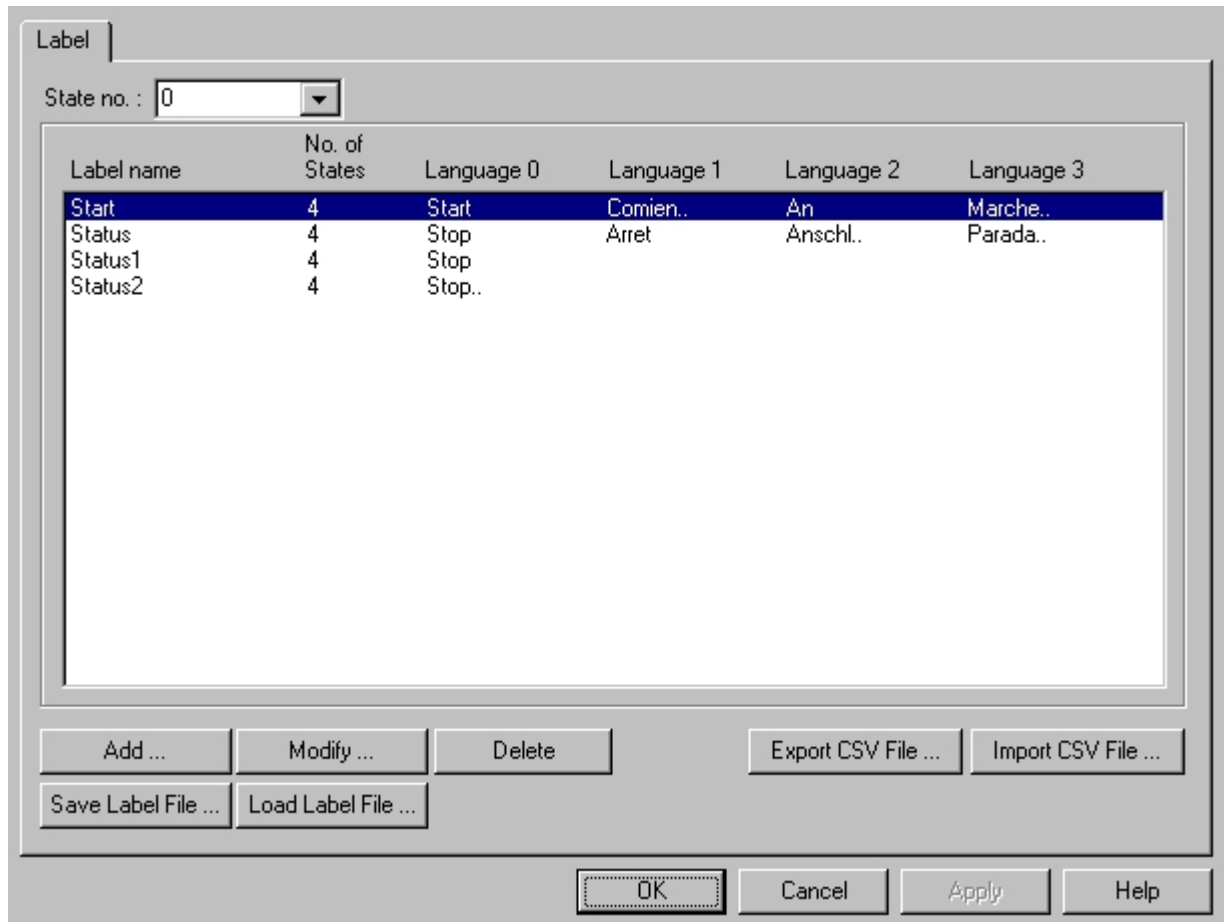 Label
State no. : 0
No. of
Label name States Language 0 Language 1 Language 2 Language 3
Start 4 Start Comien.. An Marche..
Status 4 Stop Arret Anschl.. Parada..
Status1 4 Stop
Status2 4 Stop..
Add ... Modify ... Delete Export CSV File ... Import CSV File ...
Save Label File ... Load Label File ...
OK Cancel Apply Help